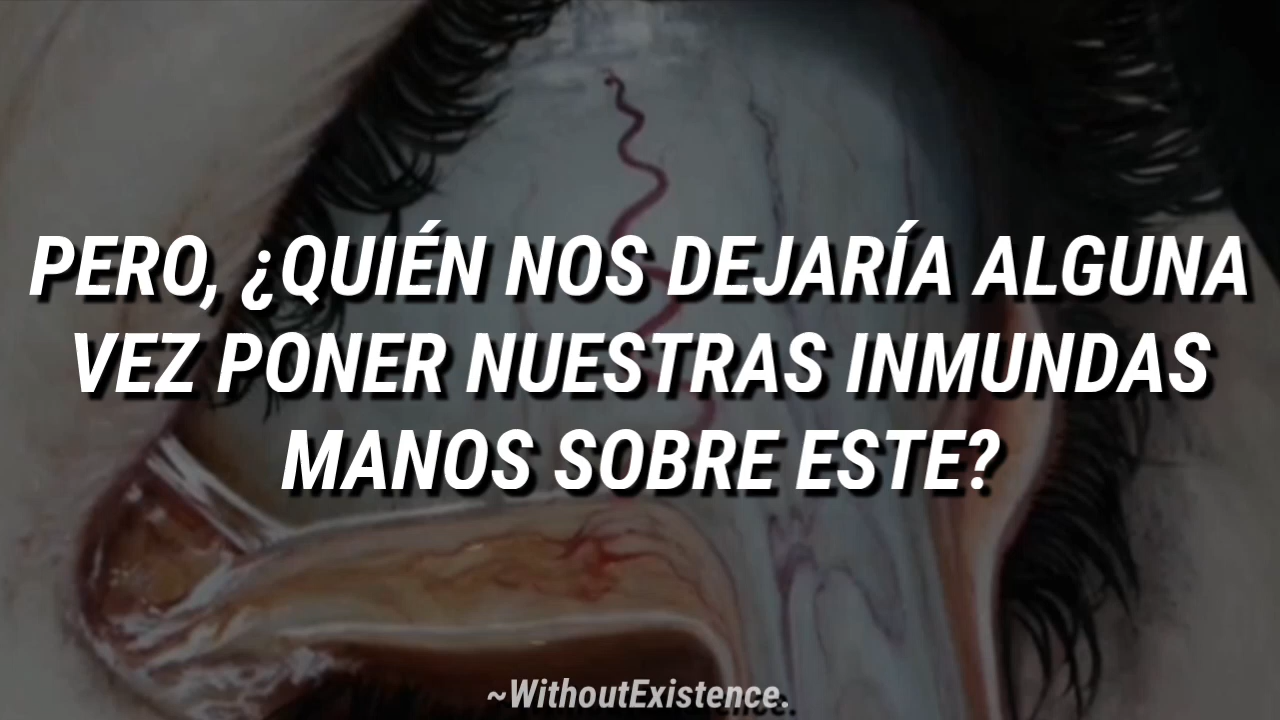 PERO, ¿QUIÉN NOS DEJARÍA ALGUNA
VEZ PONER NUESTRAS INMUNDAS
MANOS SOBRE ESTE?
~WithoutExistence.